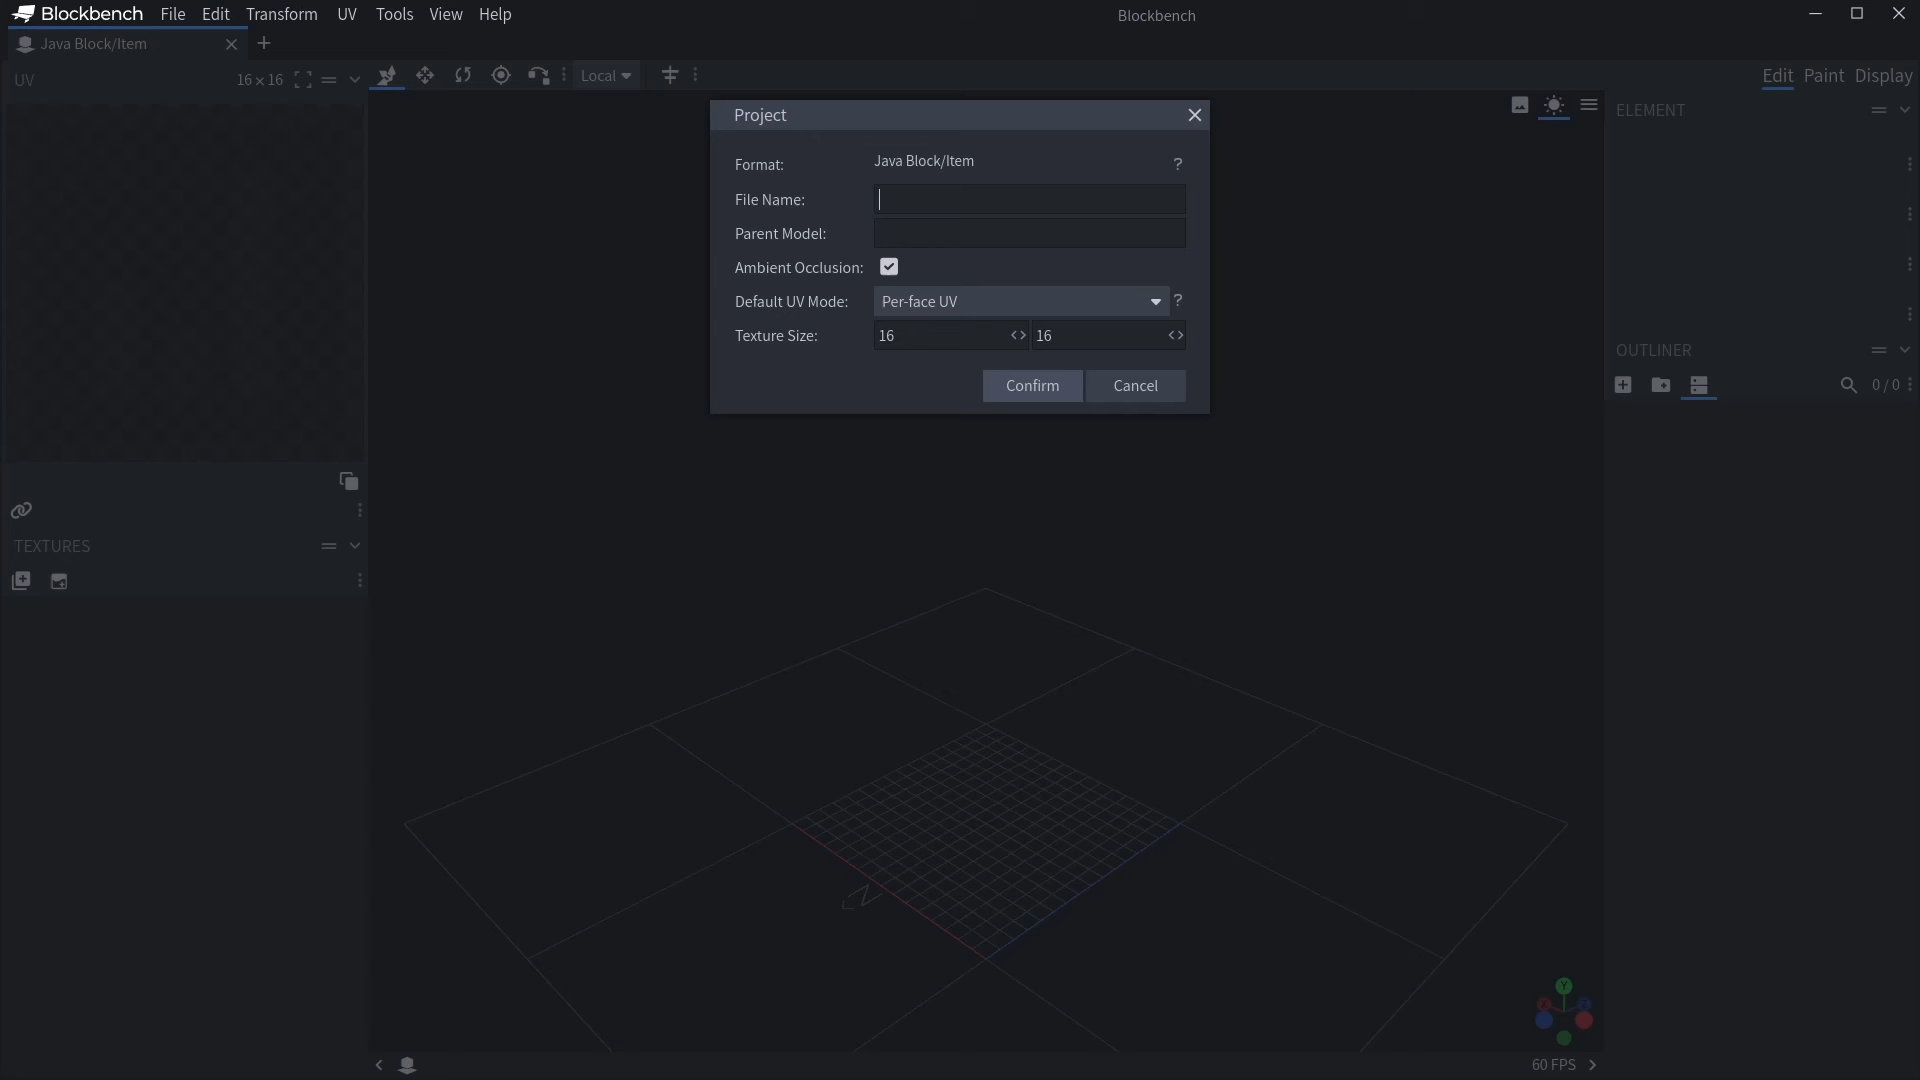 Blockbench File Edit Transform UV Tools View Help
Blockbench
Java Block/Item
UV 16 × 16
Local
Edit Paint Display
Project
Format: Java Block/Item ?
File Name:
Parent Model:
Ambient Occlusion:
Default UV Mode: Per-face UV ?
Texture Size: 16 16
Confirm Cancel
ELEMENT
OUTLINER
0 / 0
TEXTURES
N
Y
X
Z
60 FPS